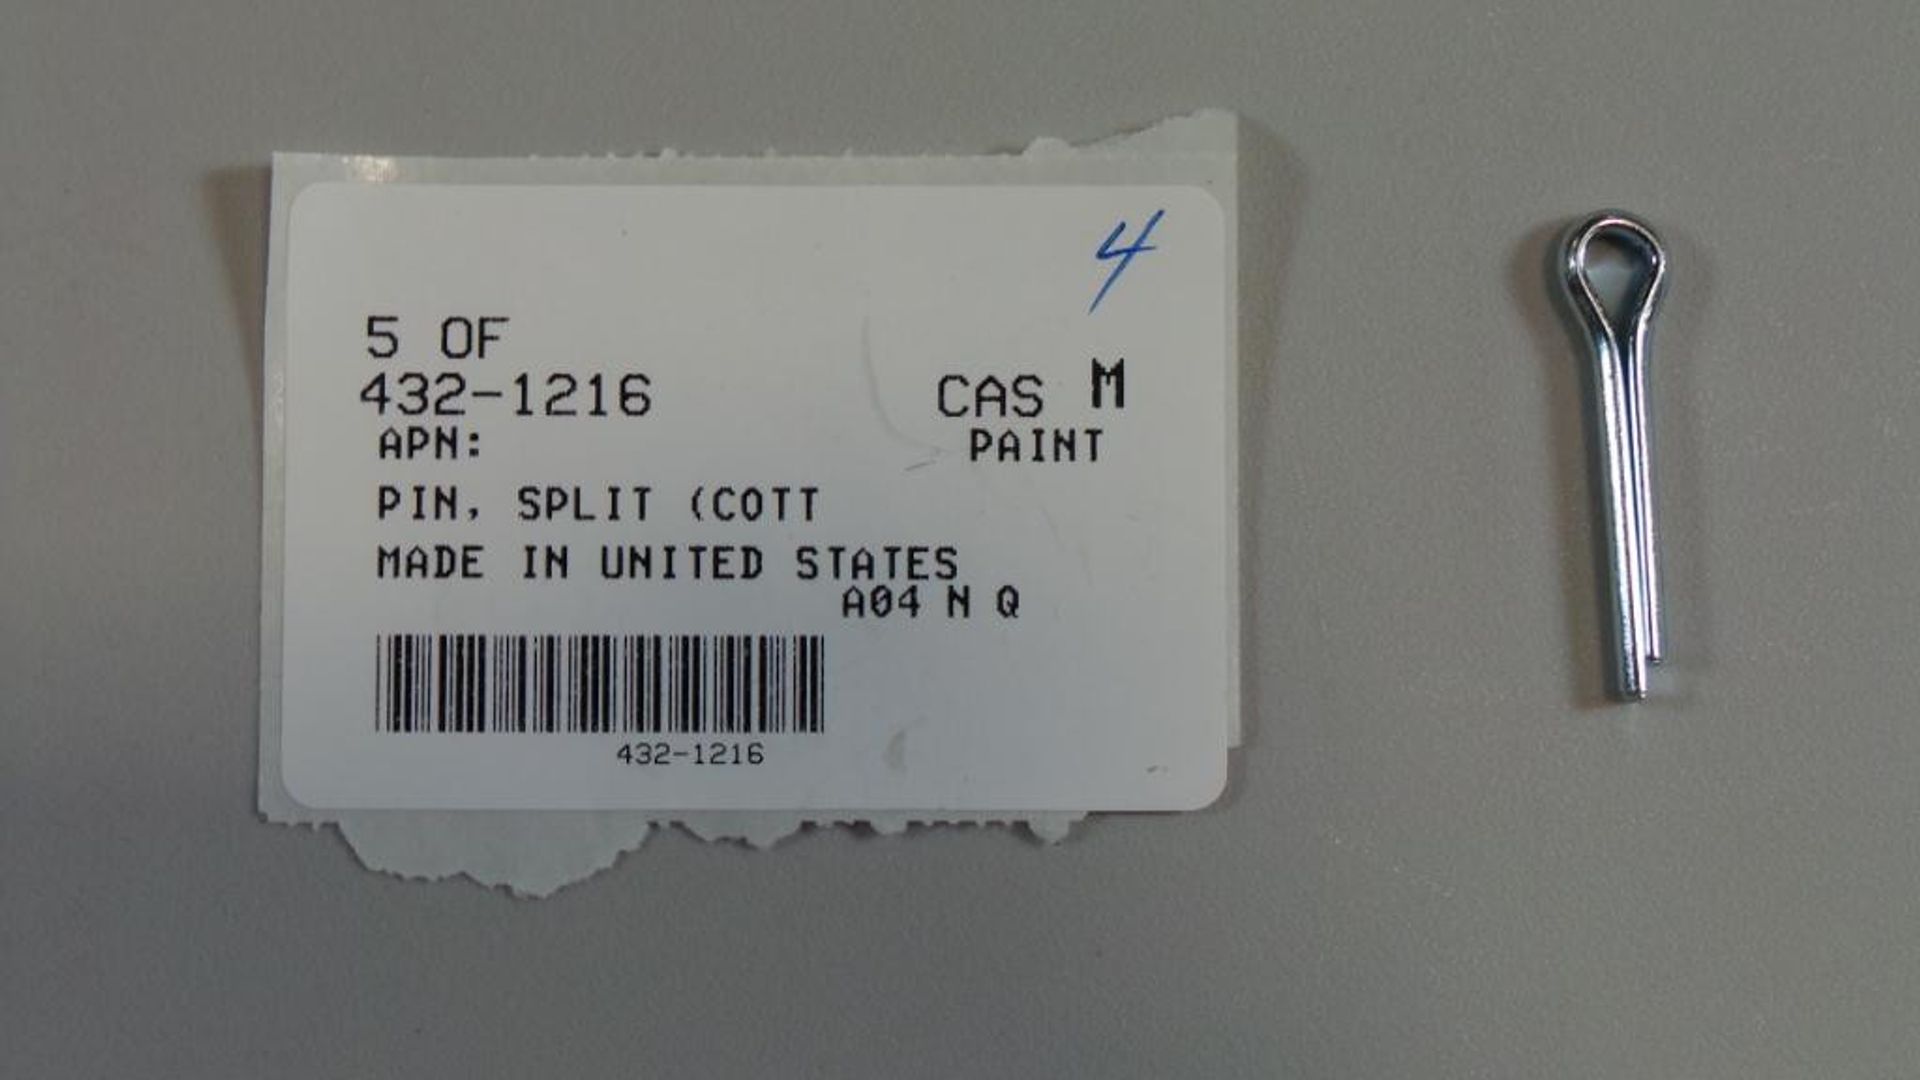 4
5 OF
432-1216 CAS M
APN: PAINT
PIN, SPLIT (COTT
MADE IN UNITED STATES
A04 N Q
432-1216